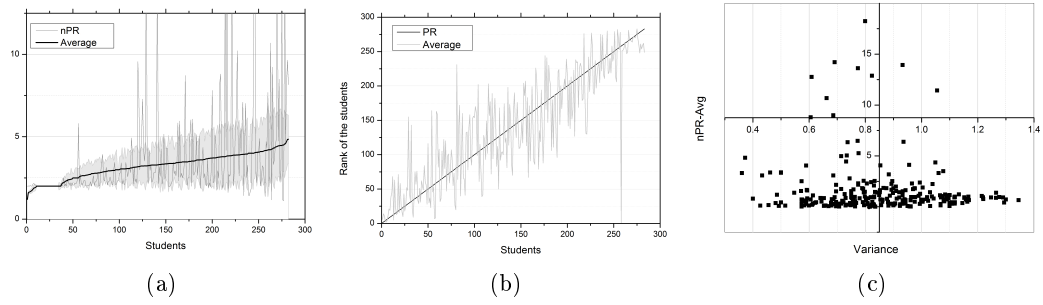 nPR
Average
10
5
0
0 50 100 150 200 250 300
Students
(a)
PR
Average
Rank of the students
300
250
200
150
100
50
0
0 50 100 150 200 250 300
Students
(b)
nPR-Avg
15
10
5
0.4 0.6 0.8 1.0 1.2 1.4
Variance
(c)